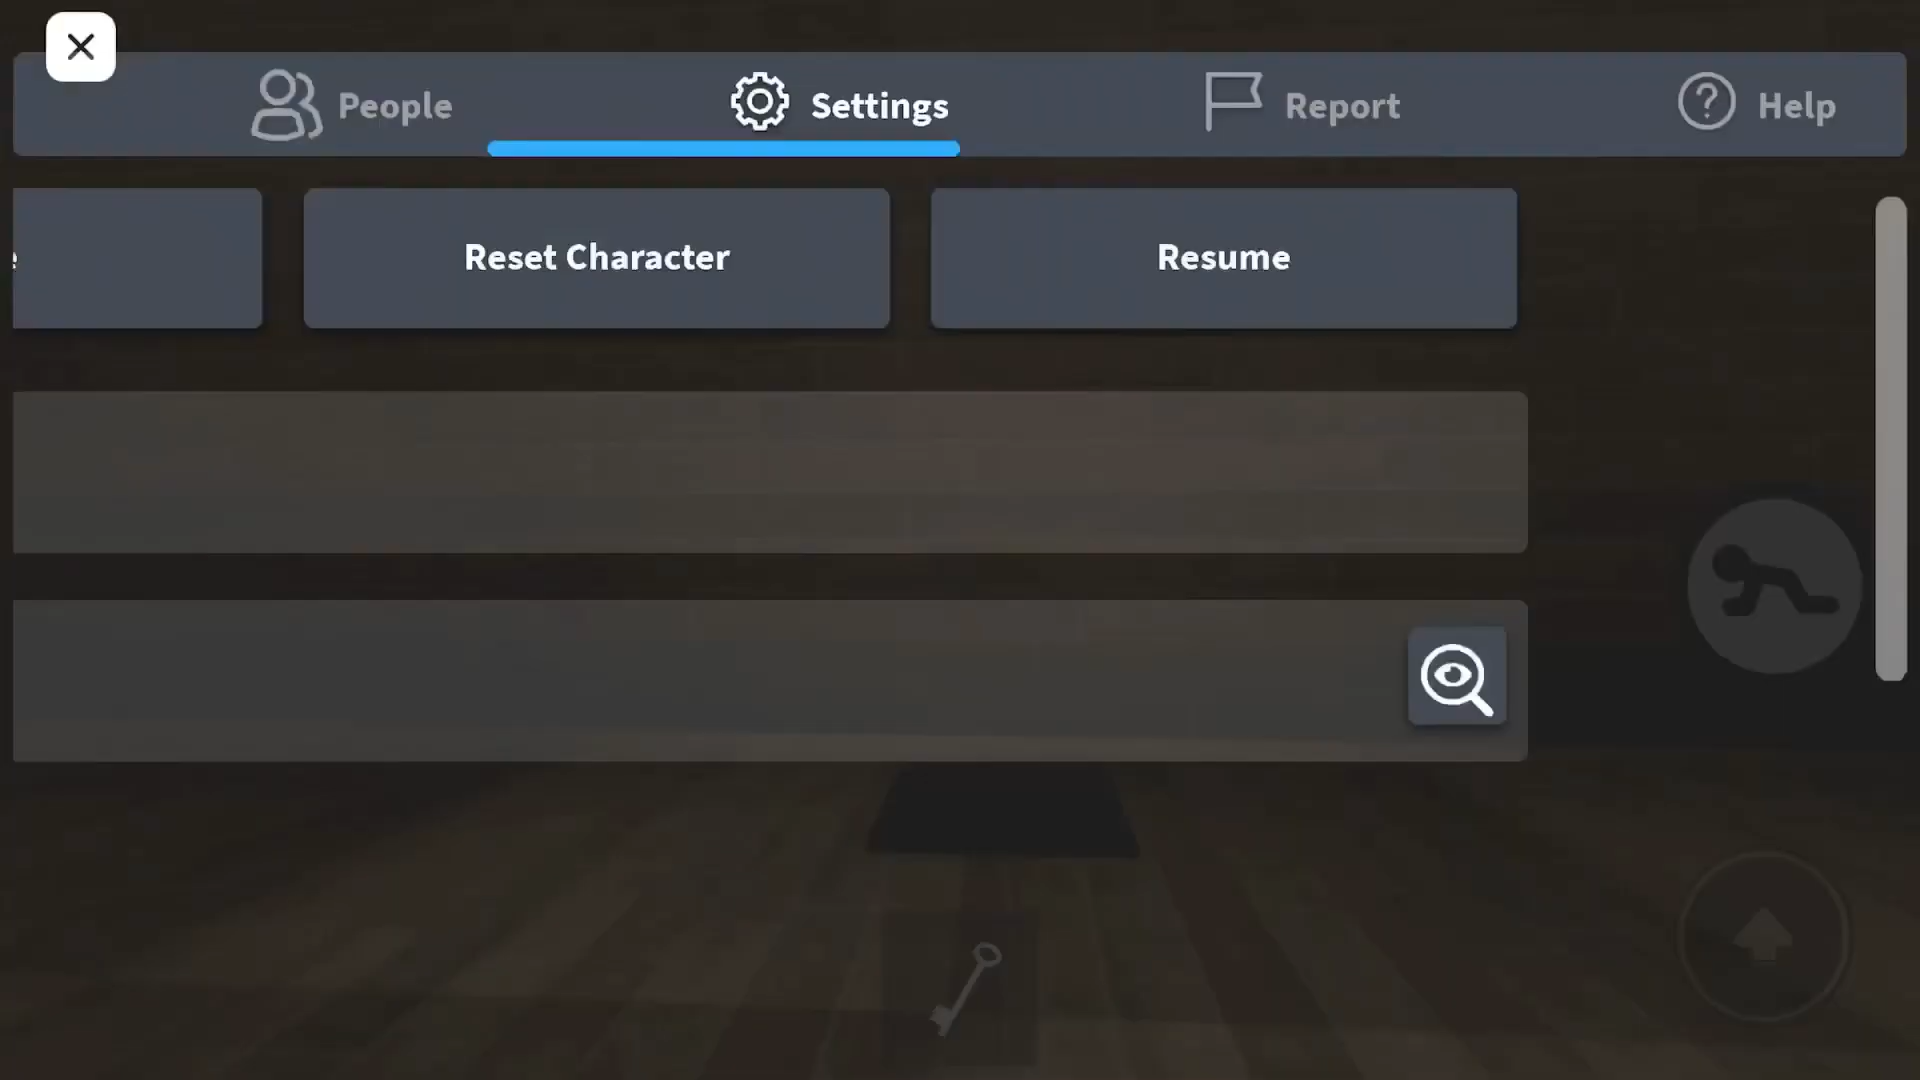 People
Settings
Report
Help
Reset Character
Resume